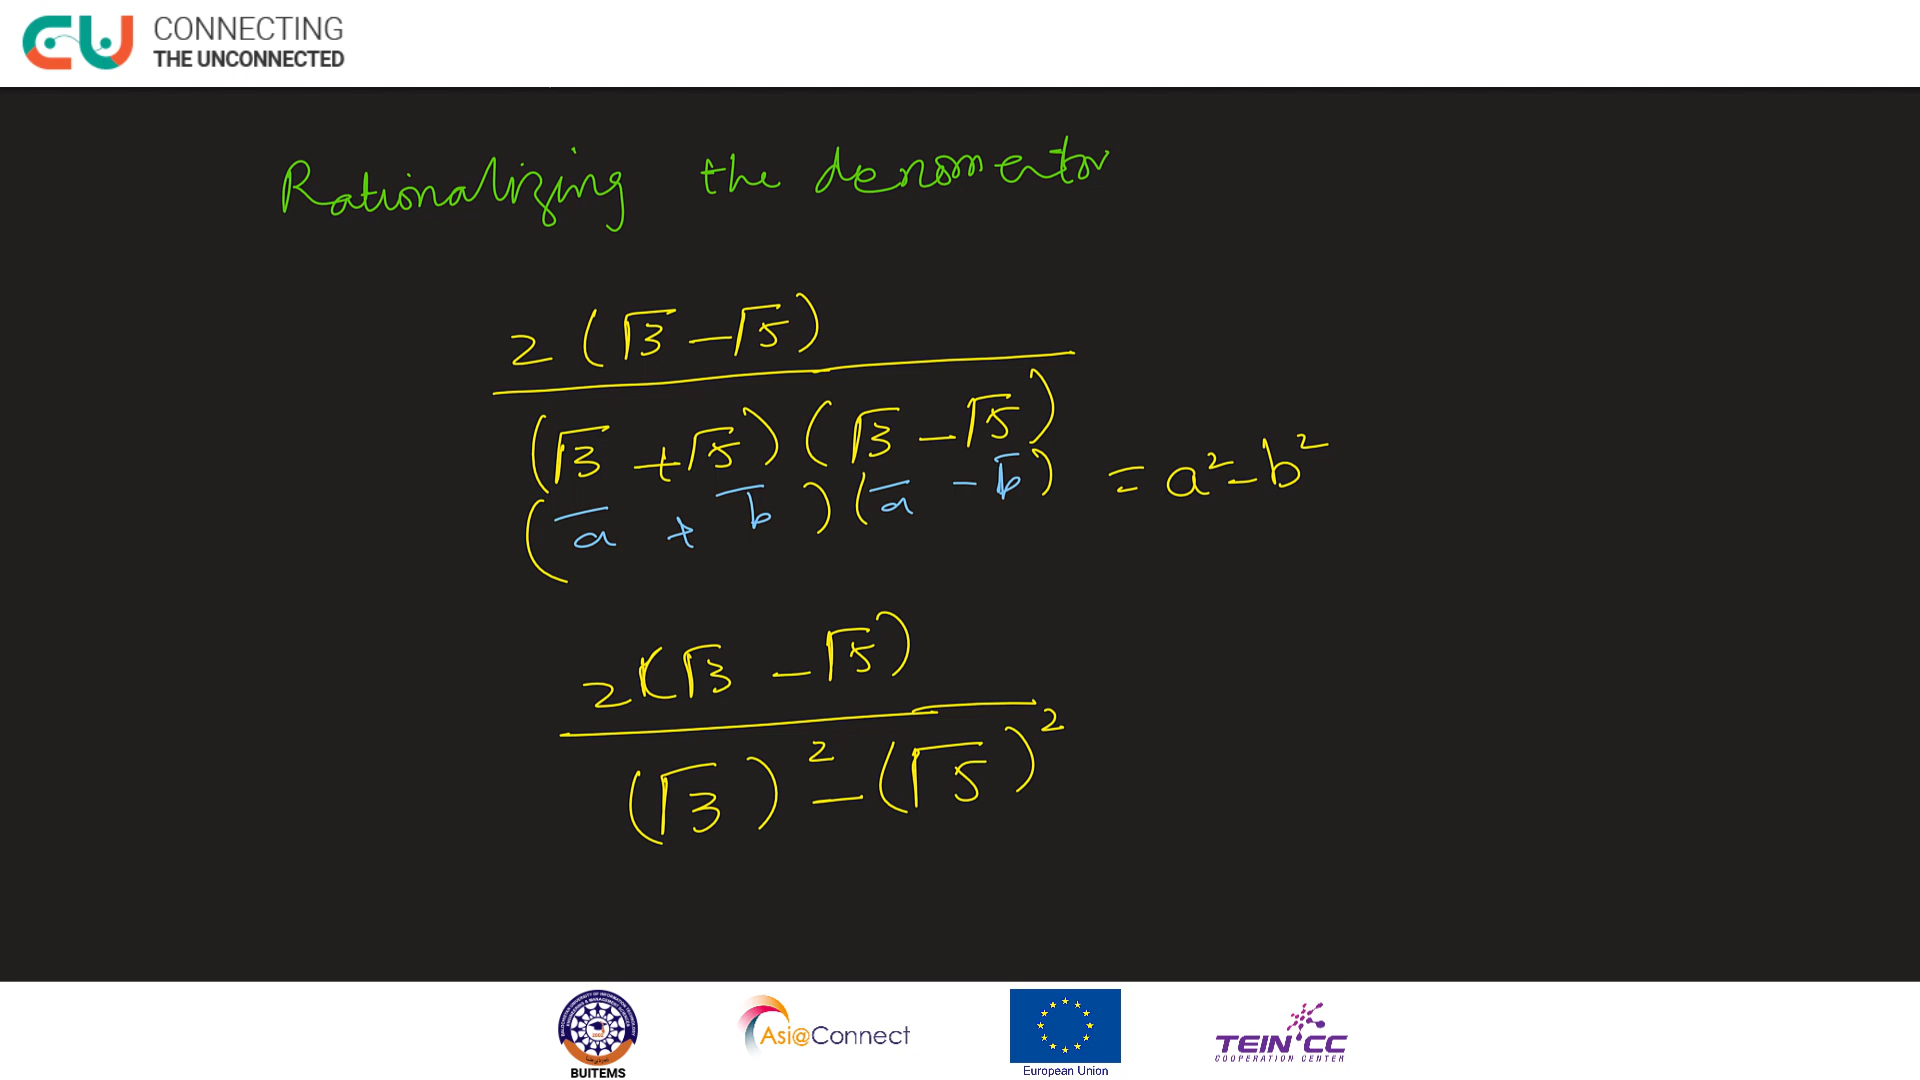 CONNECTING
THE UNCONNECTED
Rationalizing the denomentor
2 (√3 − √5)
(√3 + √5) (√3 − √5)
(a + b) (a − b) = a² − b²
2 (√3 − √5)
(√3)² − (√5)²
BUITEMS
Asi@Connect
European Union
TEIN*CC
COOPERATION CENTER